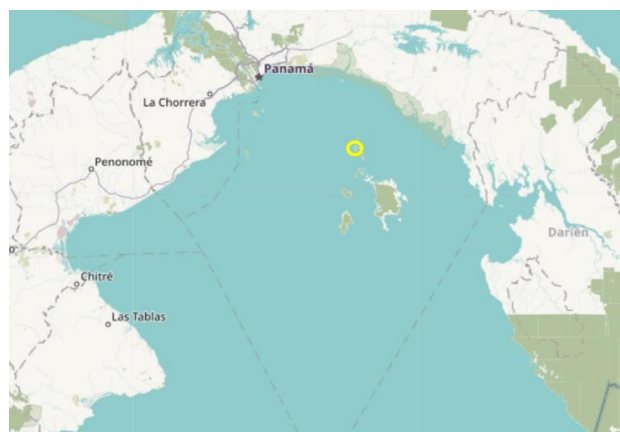 Panamá
La Chorrera
Penonomé
Darién
Chitré
Las Tablas